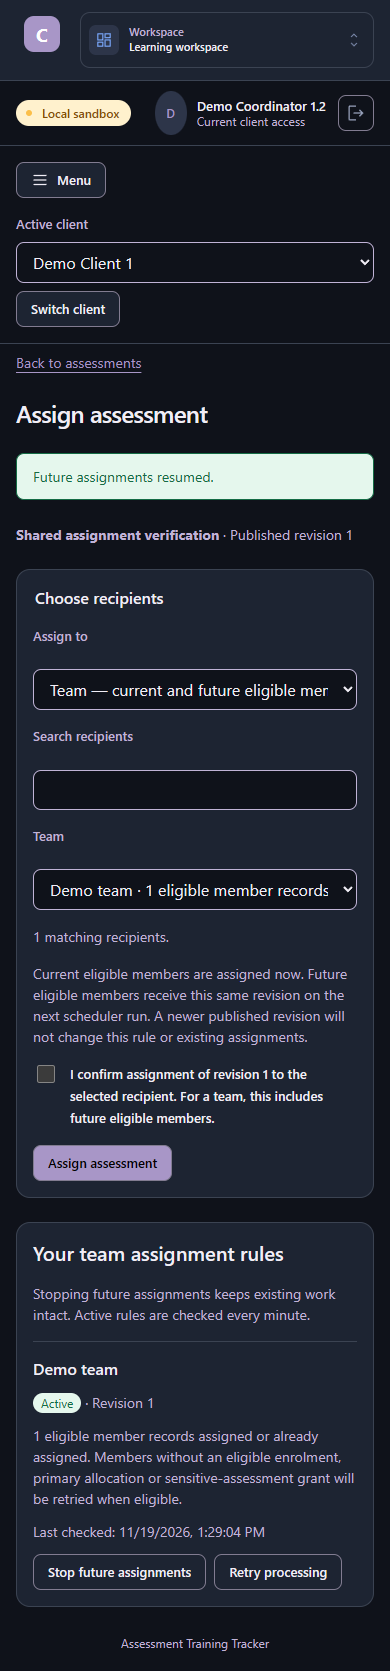 C
Workspace
Learning workspace
Local sandbox
D
Demo Coordinator 1.2
Current client access
Menu
Active client
Demo Client 1
Switch client
Back to assessments
Assign assessment
Future assignments resumed.
Shared assignment verification · Published revision 1
Choose recipients
Assign to
Team — current and future eligible mer
Search recipients
Team
Demo team · 1 eligible member records
1 matching recipients.
Current eligible members are assigned now. Future
eligible members receive this same revision on the
next scheduler run. A newer published revision will
not change this rule or existing assignments.
I confirm assignment of revision 1 to the
selected recipient. For a team, this includes
future eligible members.
Assign assessment
Your team assignment rules
Stopping future assignments keeps existing work
intact. Active rules are checked every minute.
Demo team
Active · Revision 1
1 eligible member records assigned or already
assigned. Members without an eligible enrolment,
primary allocation or sensitive-assessment grant will
be retried when eligible.
Last checked: 11/19/2026, 1:29:04 PM
Stop future assignments
Retry processing
Assessment Training Tracker